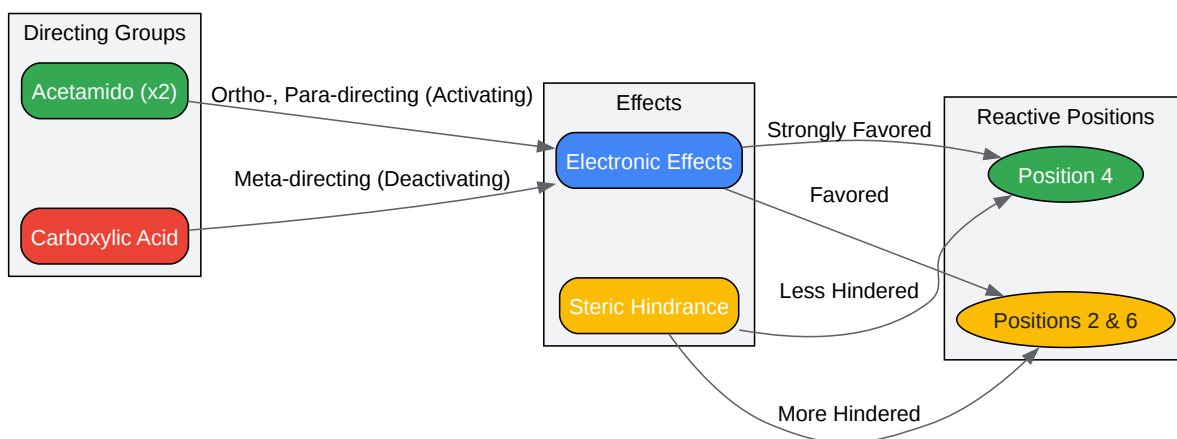 Directing Groups
Acetamido (x2)
Carboxylic Acid
Ortho-, Para-directing (Activating)
Meta-directing (Deactivating)
Effects
Electronic Effects
Steric Hindrance
Strongly Favored
Favored
Less Hindered
More Hindered
Reactive Positions
Position 4
Positions 2 & 6